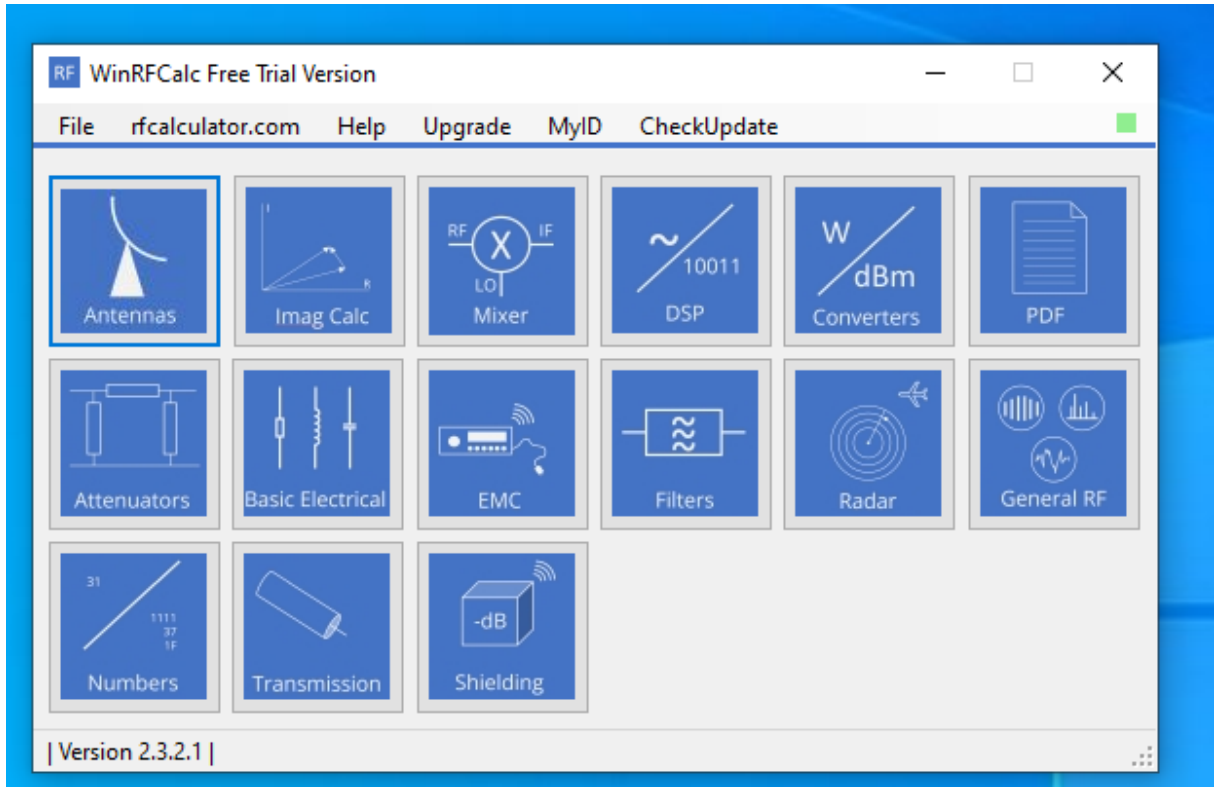 RF WinRFCalc Free Trial Version
File rfcalculator.com Help Upgrade MyID CheckUpdate
I
R
Imag Calc
Antennas
RF
X
IF
LO
Mixer
~
10011
DSP
W
dBm
Converters
PDF
Attenuators
Basic Electrical
EMC
Filters
Radar
General RF
31
1111
37
1F
Numbers
Transmission
-dB
Shielding
| Version 2.3.2.1 |